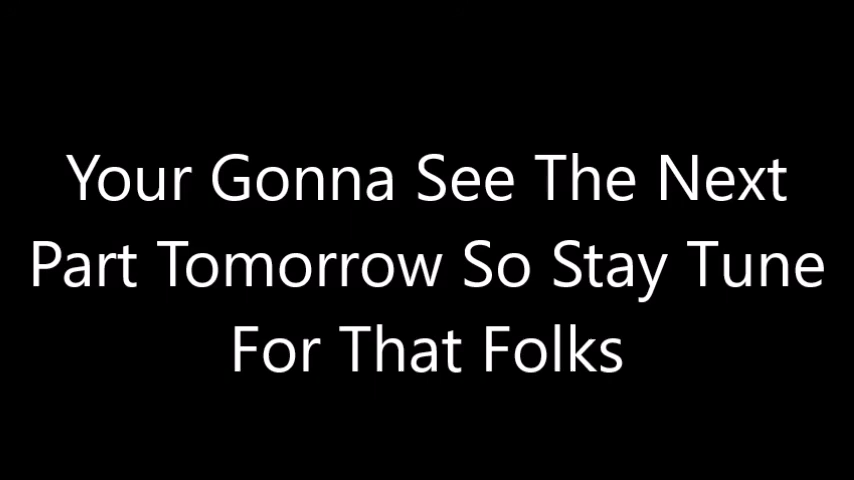 Your Gonna See The Next
Part Tomorrow So Stay Tune
For That Folks